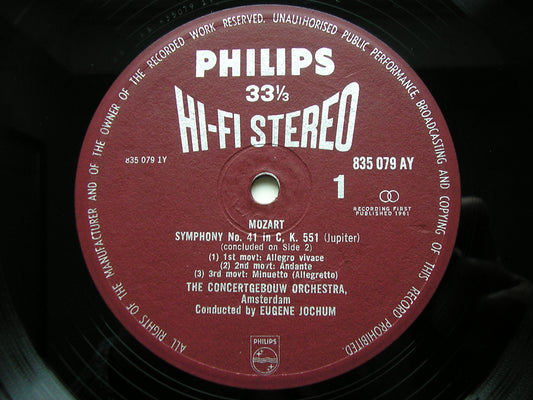 ALL RIGHTS OF THE MANUFACTURER AND OF THE OWNER OF THE RECORDED WORK RESERVED. UNAUTHORISED PUBLIC PERFORMANCE, BROADCASTING AND COPYING OF THIS RECORD PROHIBITED
PHILIPS
33⅓
HI-FI STEREO
835 079 1Y
835 079 AY
1
RECORDING FIRST
PUBLISHED 1961
MOZART
SYMPHONY No. 41 in C, K. 551 (Jupiter)
(concluded on Side 2)
(1) 1st movt: Allegro vivace
(2) 2nd movt: Andante
(3) 3rd movt: Minuetto (Allegretto)
THE CONCERTGEBOUW ORCHESTRA,
Amsterdam
Conducted by EUGENE JOCHUM
PHILIPS